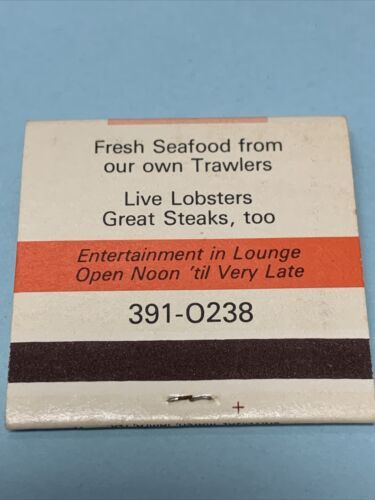 Fresh Seafood from
our own Trawlers
Live Lobsters
Great Steaks, too
Entertainment in Lounge
Open Noon 'til Very Late
391-0238